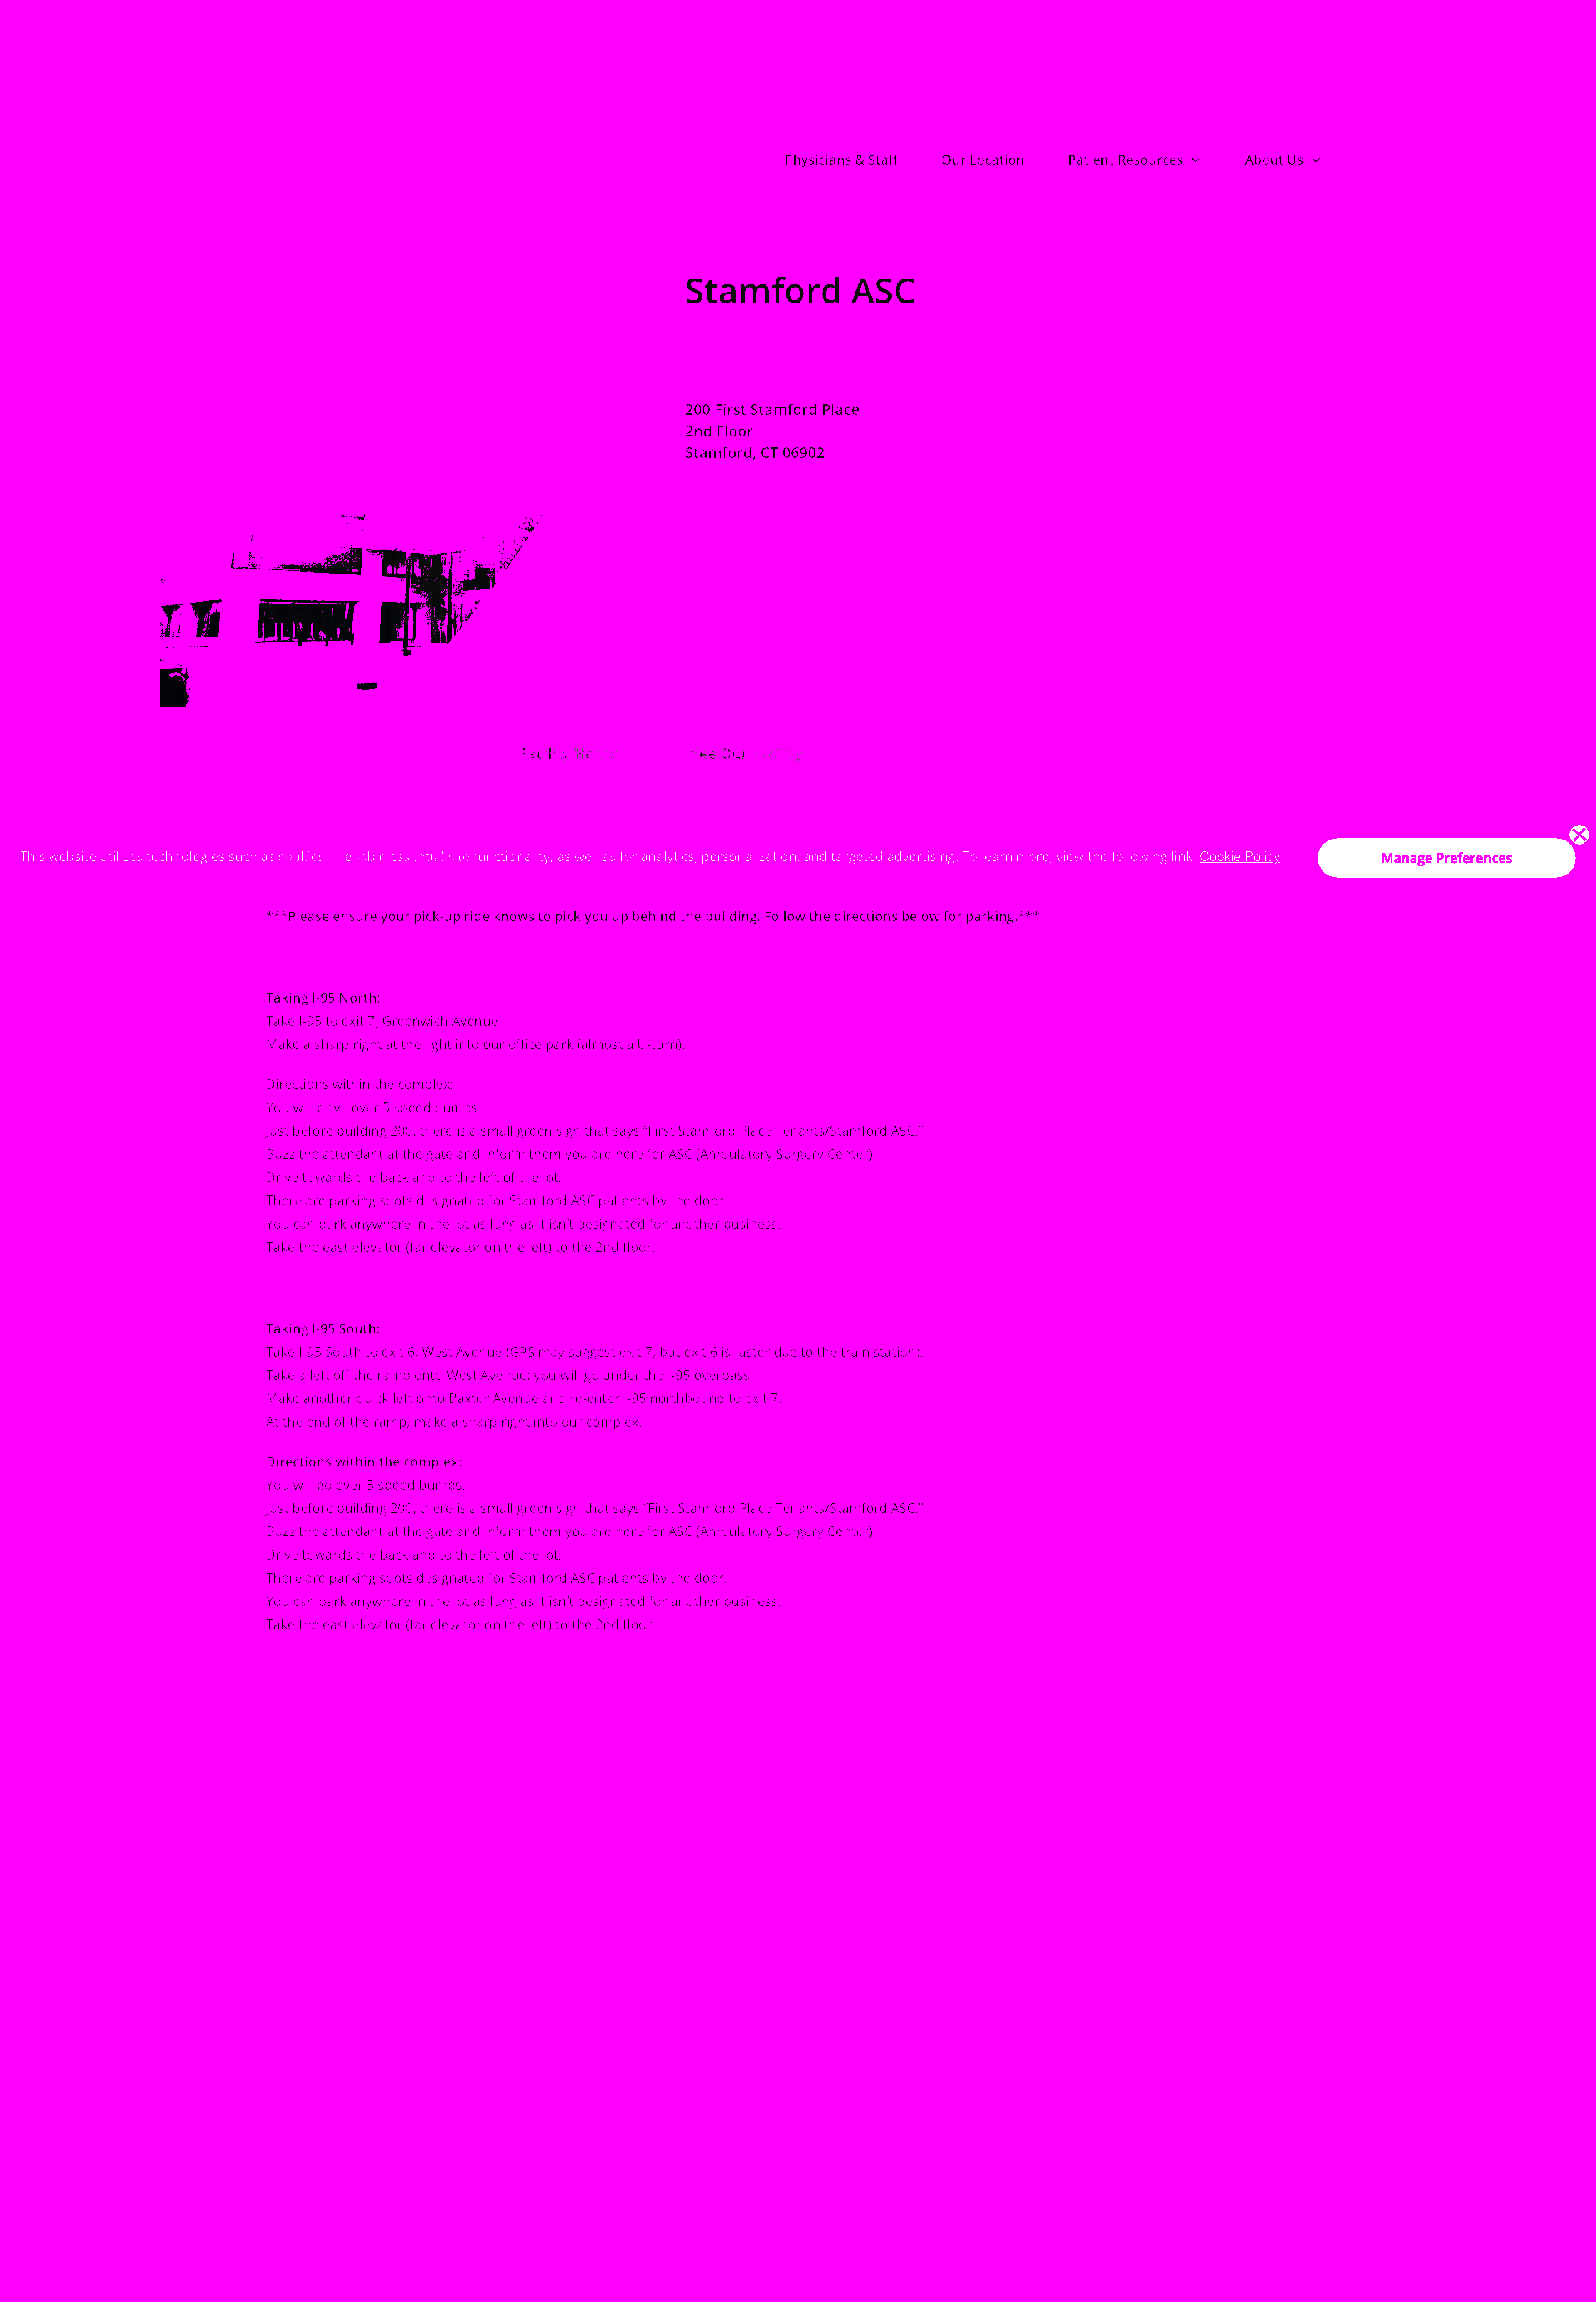 Physicians & Staff Our Location Patient Resources About Us
Stamford ASC
200 First Stamford Place
2nd Floor
Stamford, CT 06902
This website utilizes technologies such as cookies to enable essential site functionality, as well as for analytics, personalization, and targeted advertising. To learn more, view the following link: Cookie Policy
Manage Preferences
***Please ensure your pick-up ride knows to pick you up behind the building. Follow the directions below for parking.***
Taking I-95 North:
Take I-95 to exit 7, Greenwich Avenue.
Make a sharp right at the light into our office park (almost a U-turn).
Directions within the complex:
You will drive over 5 speed bumps.
Just before building 200, there is a small green sign that says “First Stamford Place Tenants/Stamford ASC.”
Buzz the attendant at the gate and inform them you are here for ASC (Ambulatory Surgery Center).
Drive towards the back and to the left of the lot.
There are parking spots designated for Stamford ASC patients by the door.
You can park anywhere in the lot as long as it isn’t designated for another business.
Take the east elevator (far elevator on the left) to the 2nd floor.
Taking I-95 South:
Take I-95 South to exit 6, West Avenue (GPS may suggest exit 7, but exit 6 is faster due to the train station).
Take a left off the ramp onto West Avenue; you will go under the I-95 overpass.
Make another quick left onto Baxter Avenue and re-enter I-95 northbound to exit 7.
At the end of the ramp, make a sharp right into our complex.
Directions within the complex:
You will go over 5 speed bumps.
Just before building 200, there is a small green sign that says “First Stamford Place Tenants/Stamford ASC.”
Buzz the attendant at the gate and inform them you are here for ASC (Ambulatory Surgery Center).
Drive towards the back and to the left of the lot.
There are parking spots designated for Stamford ASC patients by the door.
You can park anywhere in the lot as long as it isn’t designated for another business.
Take the east elevator (far elevator on the left) to the 2nd floor.